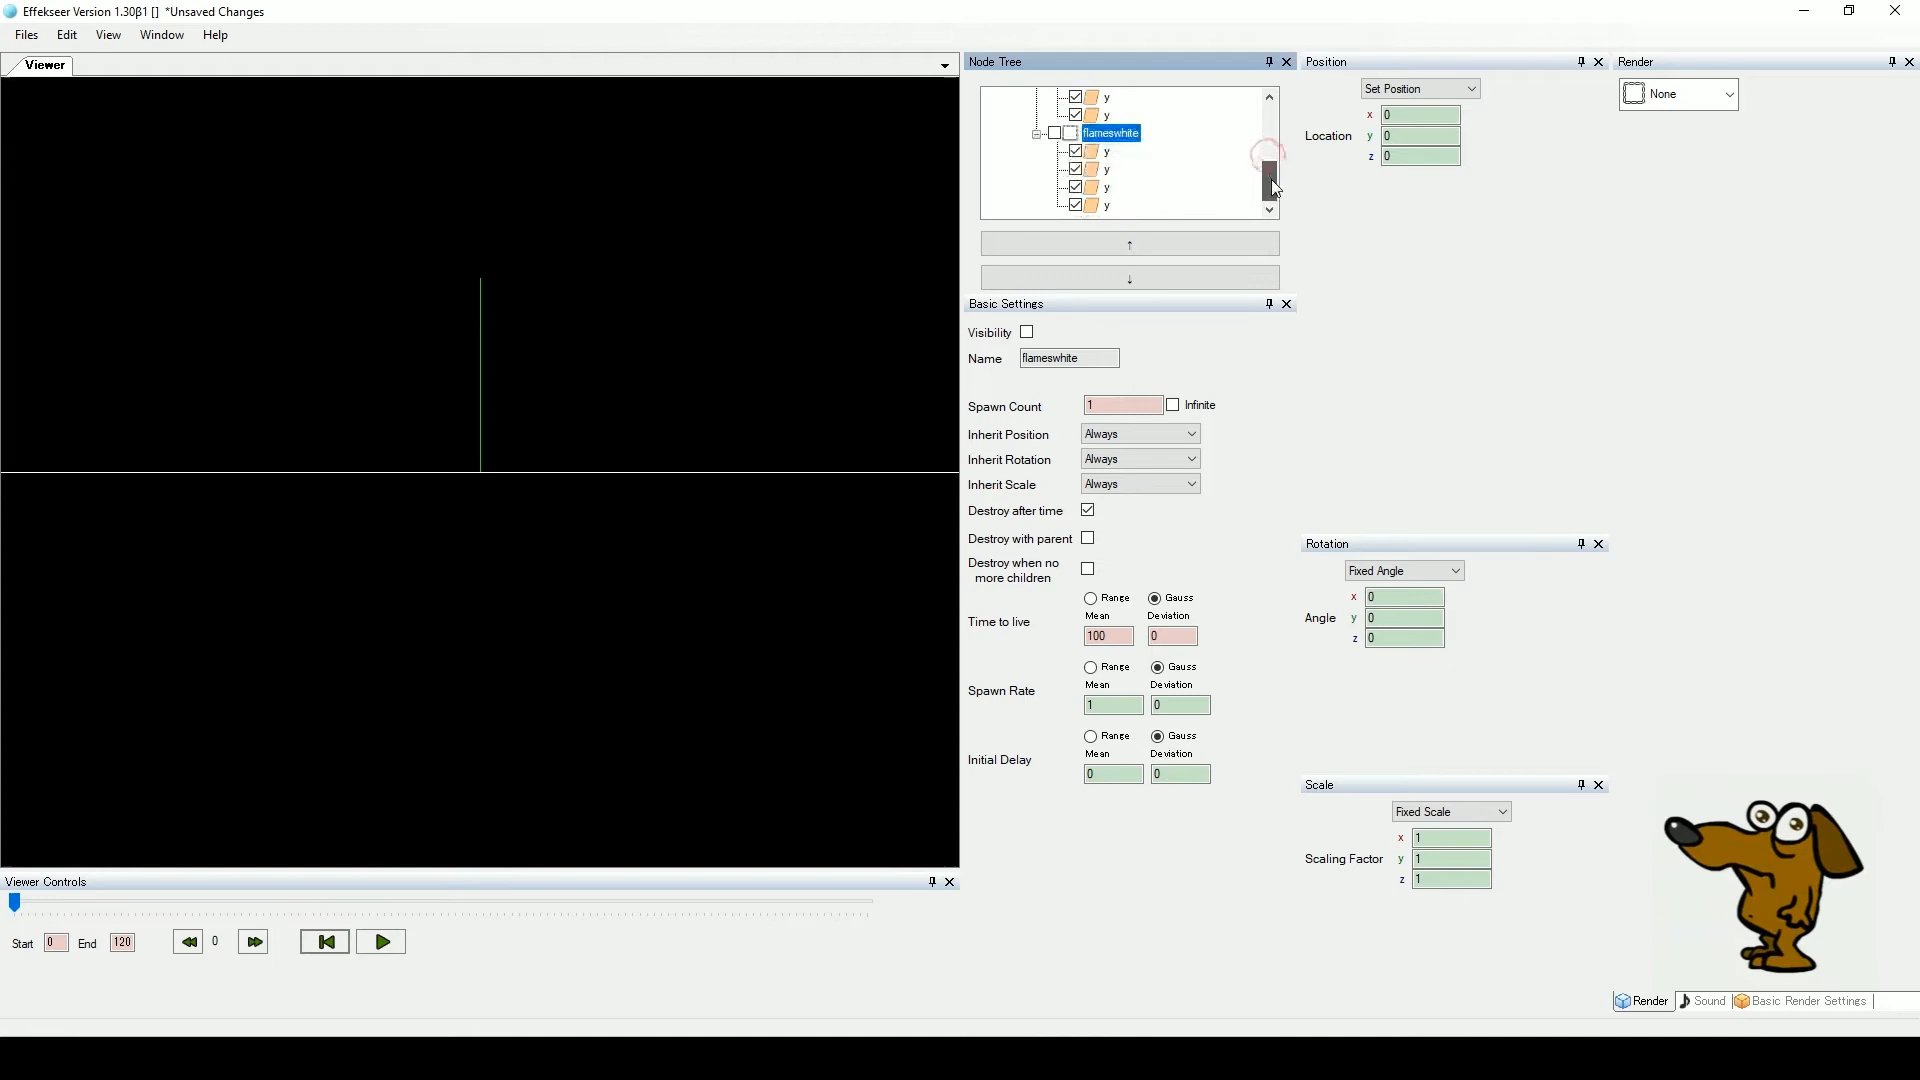 Effekseer Version 1.30β1 [] *Unsaved Changes
Files Edit View Window Help
Viewer
Node Tree
y
y
flameswhite
y
y
y
y
↑
↓
Basic Settings
Visibility
Name flameswhite
Spawn Count 1 Infinite
Inherit Position Always
Inherit Rotation Always
Inherit Scale Always
Destroy after time
Destroy with parent
Destroy when no
more children
Range Gauss
Mean Deviation
Time to live
100 0
Range Gauss
Mean Deviation
Spawn Rate
1 0
Range Gauss
Mean Deviation
Initial Delay
0 0
Position
Set Position
x 0
Location y 0
z 0
Rotation
Fixed Angle
x 0
Angle y 0
z 0
Scale
Fixed Scale
x 1
Scaling Factor y 1
z 1
Render
None
Render Sound Basic Render Settings
Viewer Controls
Start 0 End 120 0